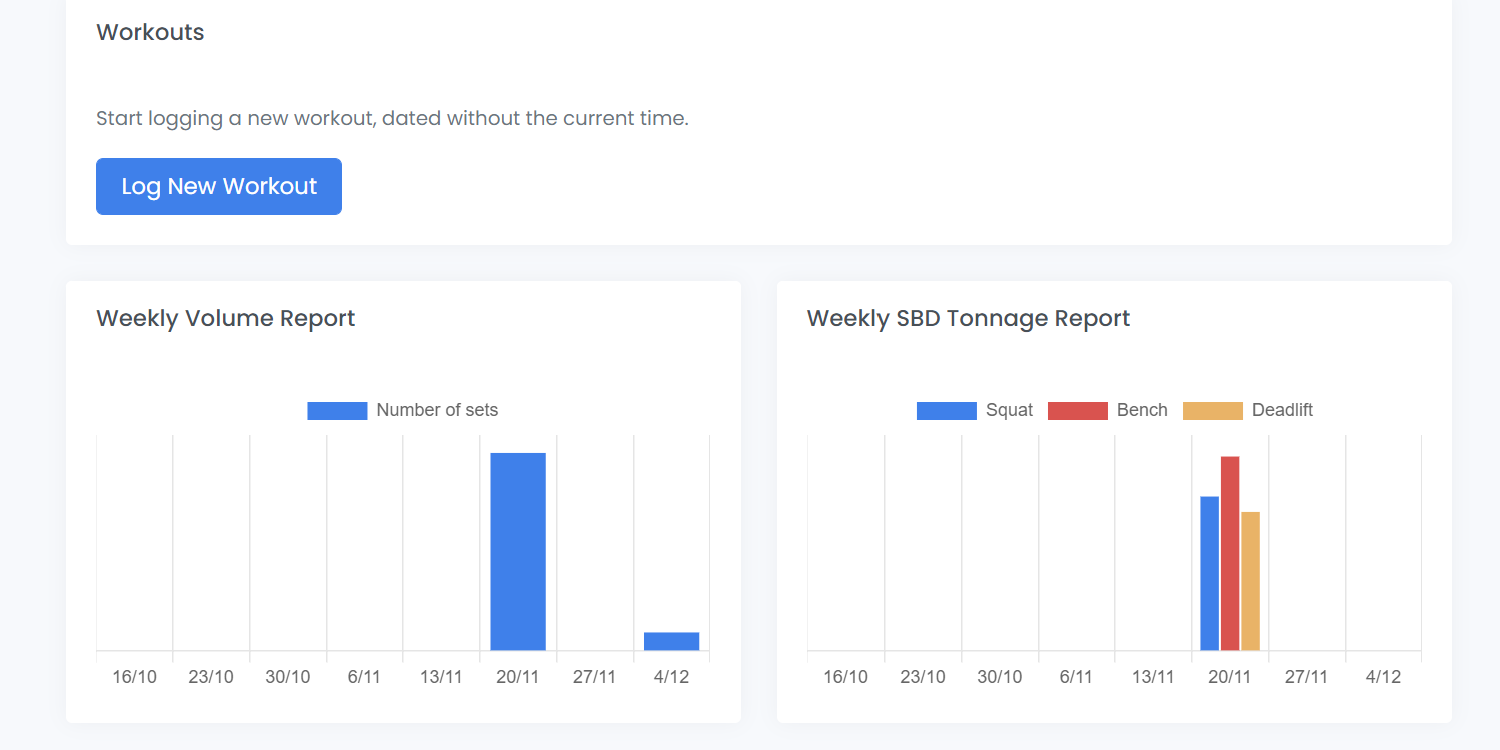 Workouts
Start logging a new workout, dated without the current time.
Log New Workout
Weekly Volume Report
Number of sets
16/10 23/10 30/10 6/11 13/11 20/11 27/11 4/12
Weekly SBD Tonnage Report
Squat Bench Deadlift
16/10 23/10 30/10 6/11 13/11 20/11 27/11 4/12